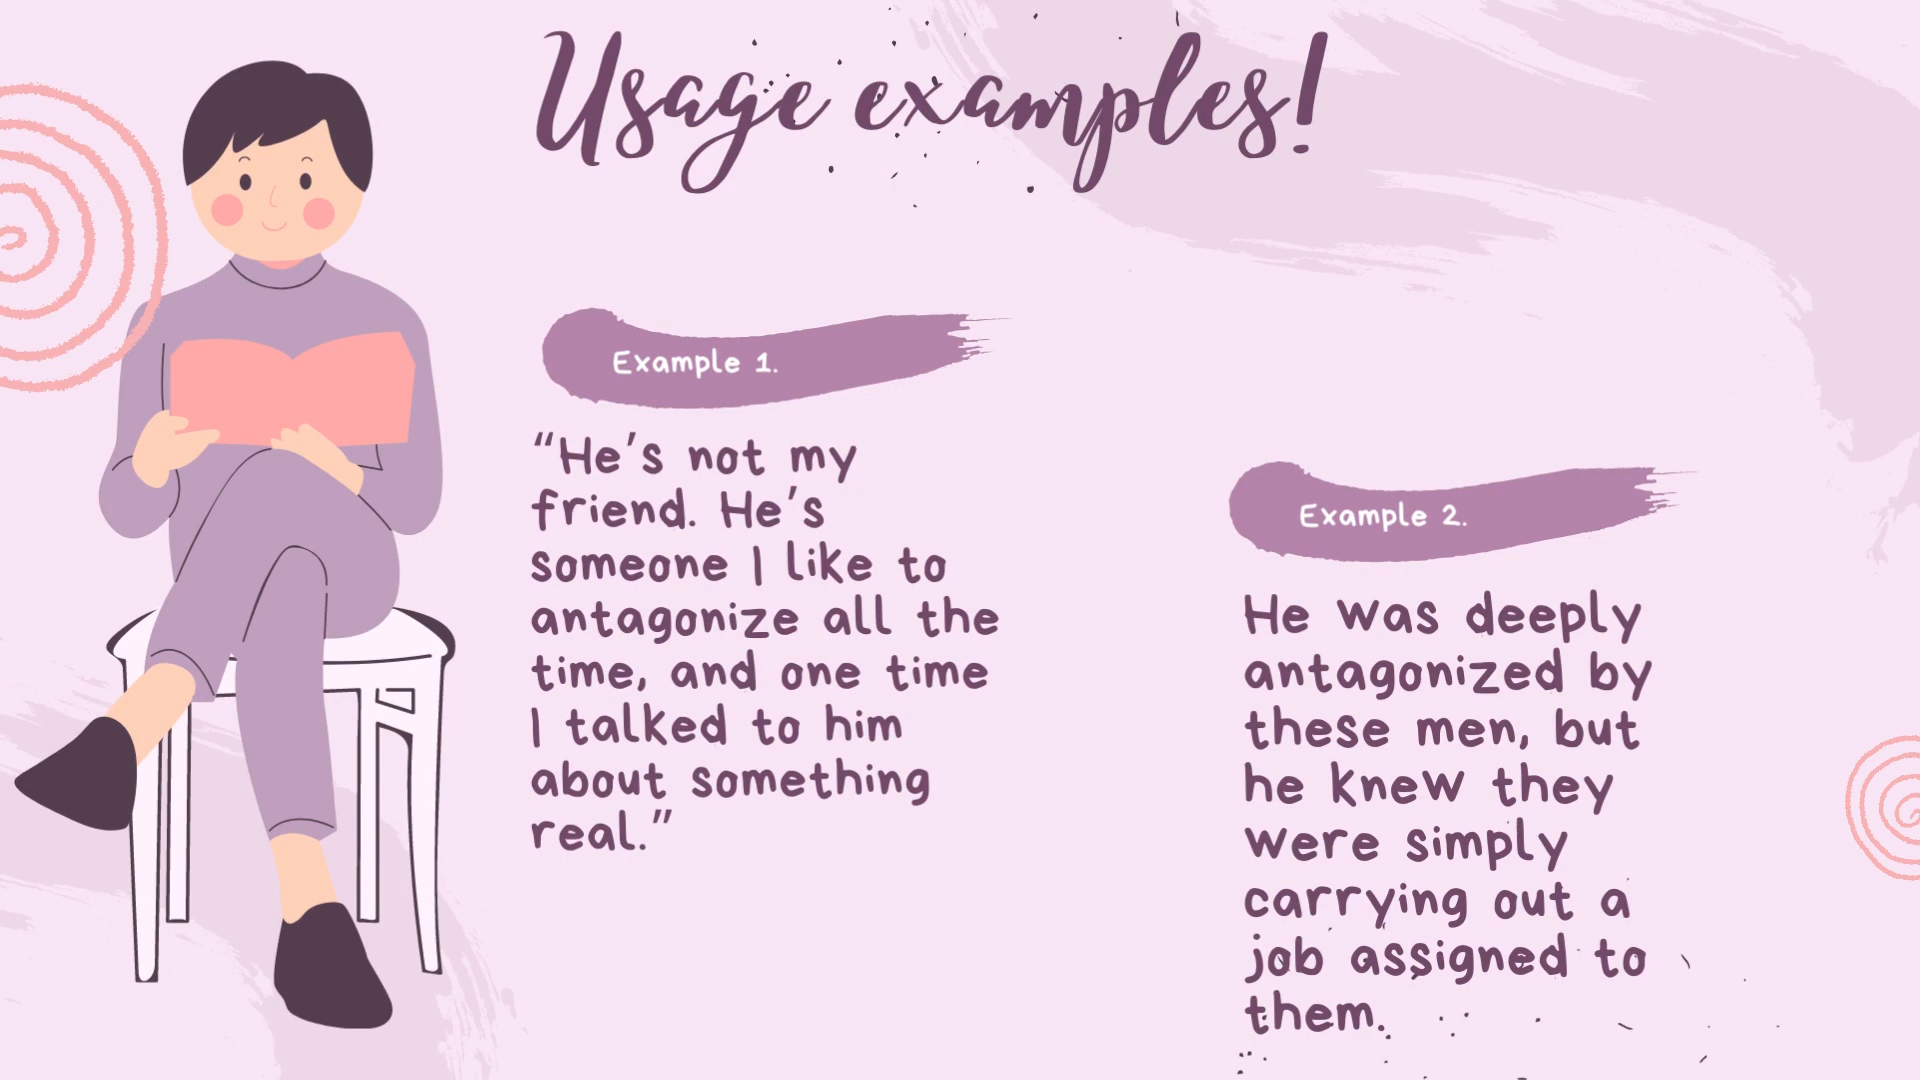 Usage examples!
Example 1.
“He’s not my
friend. He’s
someone I like to
antagonize all the
time, and one time
I talked to him
about something
real.”
Example 2.
He was deeply
antagonized by
these men, but
he knew they
were simply
carrying out a
job assigned to
them.